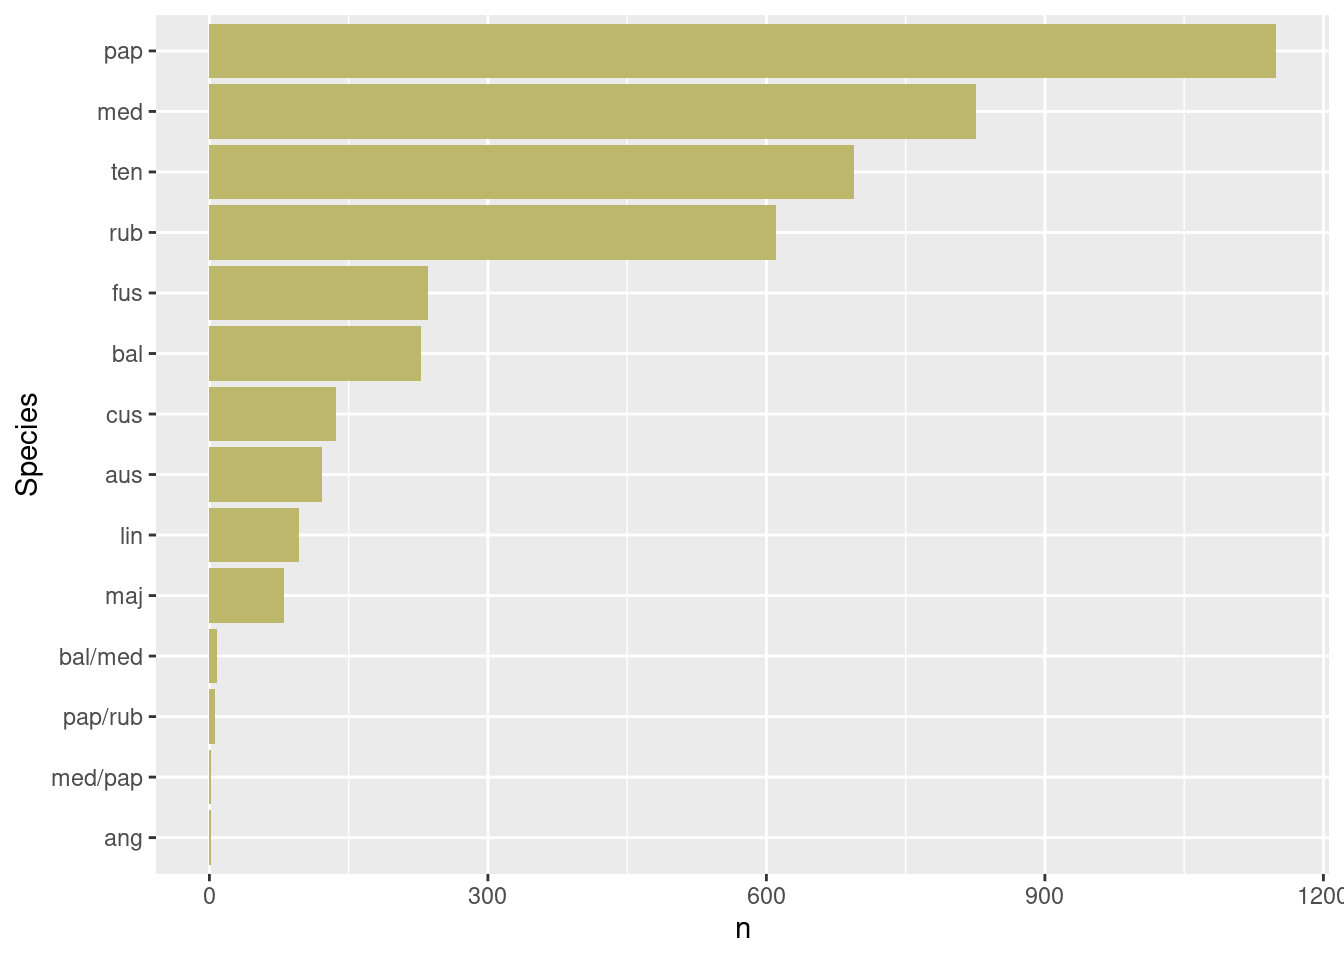 pap
med
ten
rub
fus
bal
cus
aus
lin
maj
bal/med
pap/rub
med/pap
ang
Species
0 300 600 900 1200
n